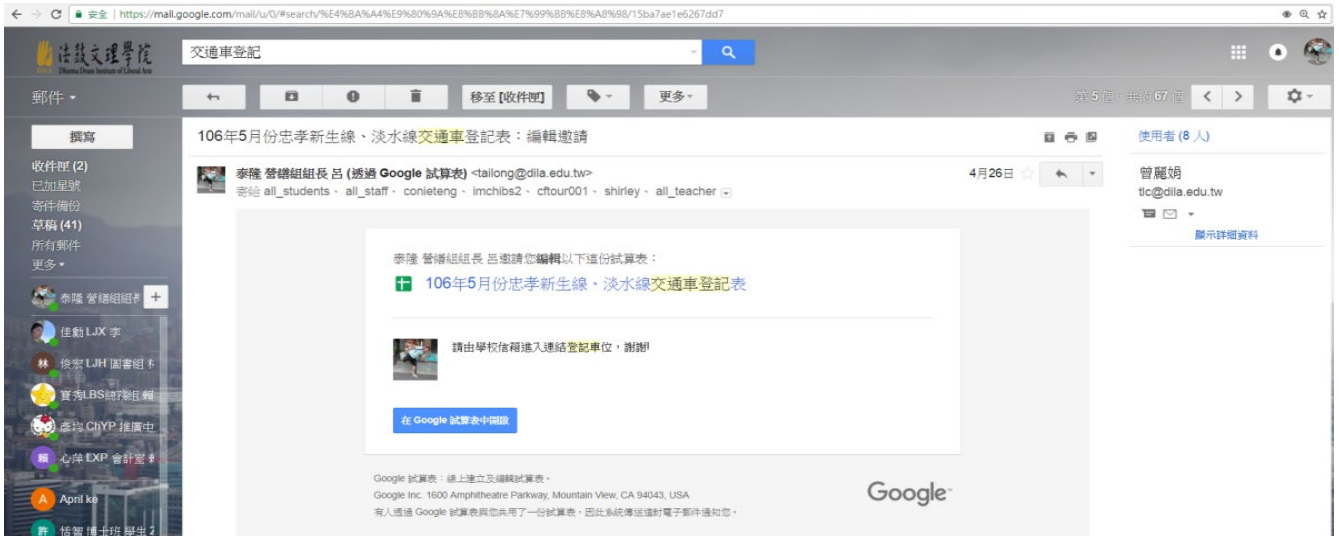 安全 | https://mail.google.com/mail/u/0/#search/%E4%BA%A4%E9%80%9A%E8%BB%8A%E7%99%BB%E8%A8%98/15ba7ae1e6267dd7
法鼓文理學院
Dharma Drum Institute of Liberal Arts
交通車登記
郵件
移至 [收件匣]
更多
第 5 個,共約 67 個
撰寫
106年5月份忠孝新生線、淡水線交通車登記表:編輯邀請
使用者 (8 人)
收件匣 (2)
已加星號
寄件備份
草稿 (41)
所有郵件
更多
泰隆 營繕組組長 呂 (透過 Google 試算表) <tailong@dila.edu.tw>
寄給 all_students、all_staff、conieteng、imchibs2、cftour001、shirley、all_teacher
4月26日
曾麗娟
tlc@dila.edu.tw
顯示詳細資料
泰隆 營繕組組長 呂邀請您編輯以下這份試算表:
106年5月份忠孝新生線、淡水線交通車登記表
請由學校信箱進入連結登記車位,謝謝!
在 Google 試算表中開啟
泰隆 營繕組組
佳勳 LJX 李
林 俊宏 LJH 圖書組
寶秀LBS總務組 賴
彥均 ChYP 推廣中
賴 心萍 LXP 會計室
A April ko
許 恬智 博士班 學生
Google 試算表:線上建立及編輯試算表。
Google Inc. 1600 Amphitheatre Parkway, Mountain View, CA 94043, USA
有人透過 Google 試算表與您共用了一份試算表,因此系統傳送這封電子郵件通知您。
Google